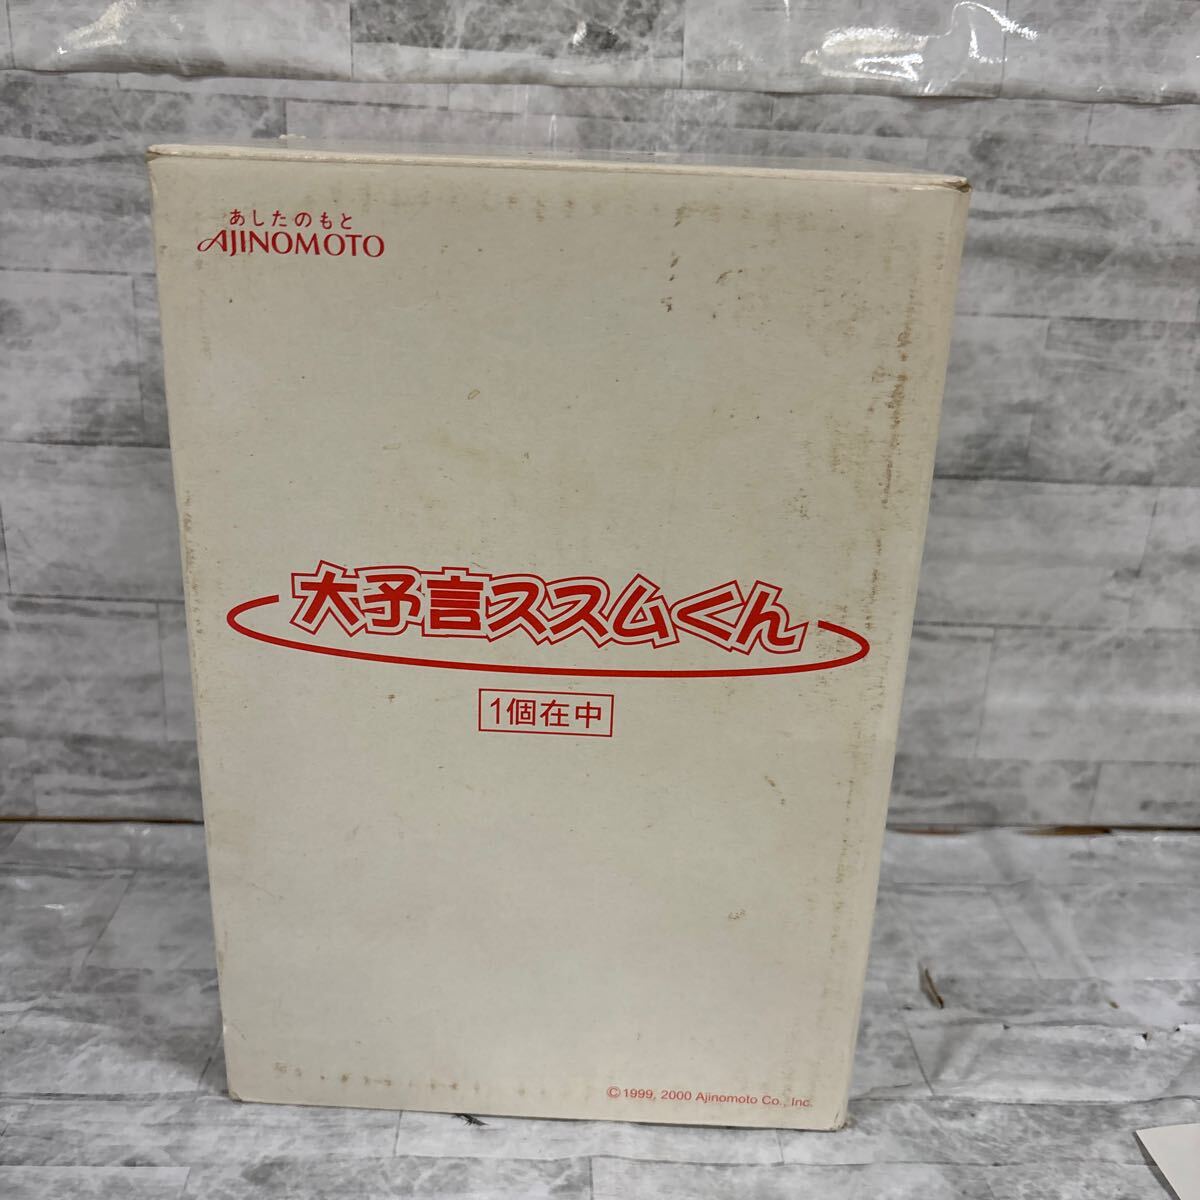 あしたのもと
AJINOMOTO
大予言ススムくん
1個在中
©1999, 2000 Ajinomoto Co., Inc.